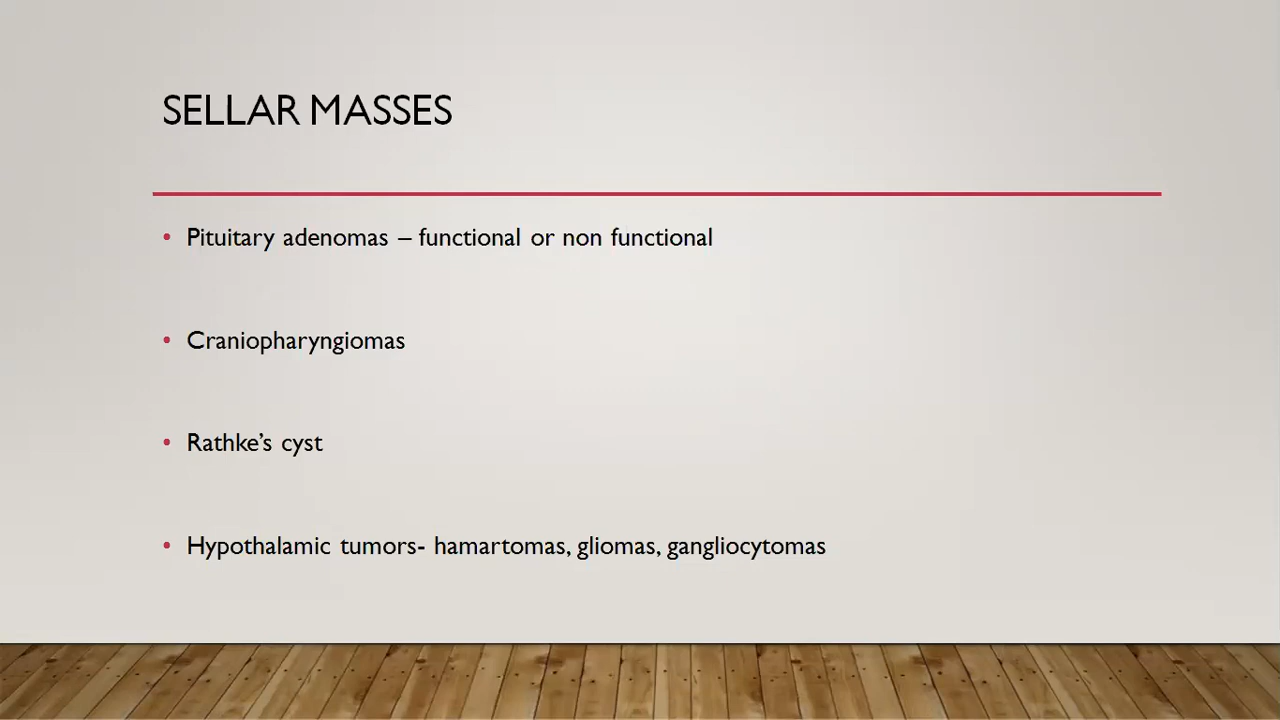 SELLAR MASSES
• Pituitary adenomas – functional or non functional
• Craniopharyngiomas
• Rathke’s cyst
• Hypothalamic tumors- hamartomas, gliomas, gangliocytomas